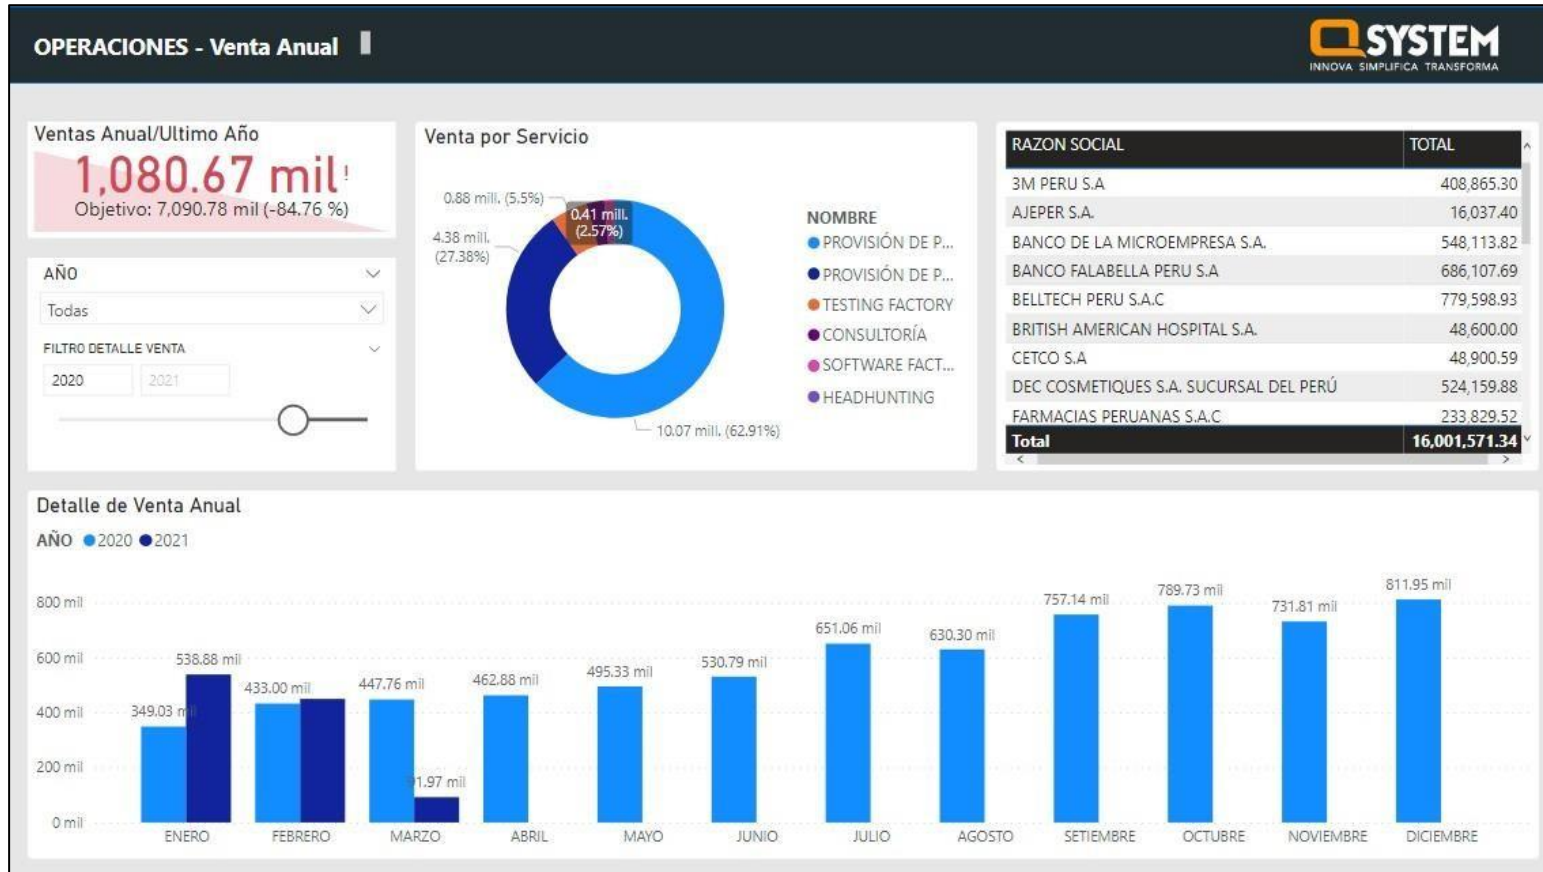 OPERACIONES - Venta Anual
QSYSTEM
INNOVA SIMPLIFICA TRANSFORMA
Ventas Anual/Ultimo Año
1,080.67 mil!
Objetivo: 7,090.78 mil (-84.76 %)
AÑO
Todas
FILTRO DETALLE VENTA
2020 2021
Venta por Servicio
0.88 mill. (5.5%)
0.41 mill.
(2.57%)
4.38 mill.
(27.38%)
10.07 mill. (62.91%)
NOMBRE
PROVISIÓN DE P...
PROVISIÓN DE P...
TESTING FACTORY
CONSULTORÍA
SOFTWARE FACT...
HEADHUNTING
RAZON SOCIAL TOTAL
3M PERU S.A 408,865.30
AJEPER S.A. 16,037.40
BANCO DE LA MICROEMPRESA S.A. 548,113.82
BANCO FALABELLA PERU S.A 686,107.69
BELLTECH PERU S.A.C 779,598.93
BRITISH AMERICAN HOSPITAL S.A. 48,600.00
CETCO S.A 48,900.59
DEC COSMETIQUES S.A. SUCURSAL DEL PERÚ 524,159.88
FARMACIAS PERUANAS S.A.C 233,829.52
Total 16,001,571.34
Detalle de Venta Anual
AÑO 2020 2021
800 mil
600 mil
400 mil
200 mil
0 mil
349.03 mil
538.88 mil
433.00 mil
447.76 mil
91.97 mil
462.88 mil
495.33 mil
530.79 mil
651.06 mil
630.30 mil
757.14 mil
789.73 mil
731.81 mil
811.95 mil
ENERO FEBRERO MARZO ABRIL MAYO JUNIO JULIO AGOSTO SETIEMBRE OCTUBRE NOVIEMBRE DICIEMBRE